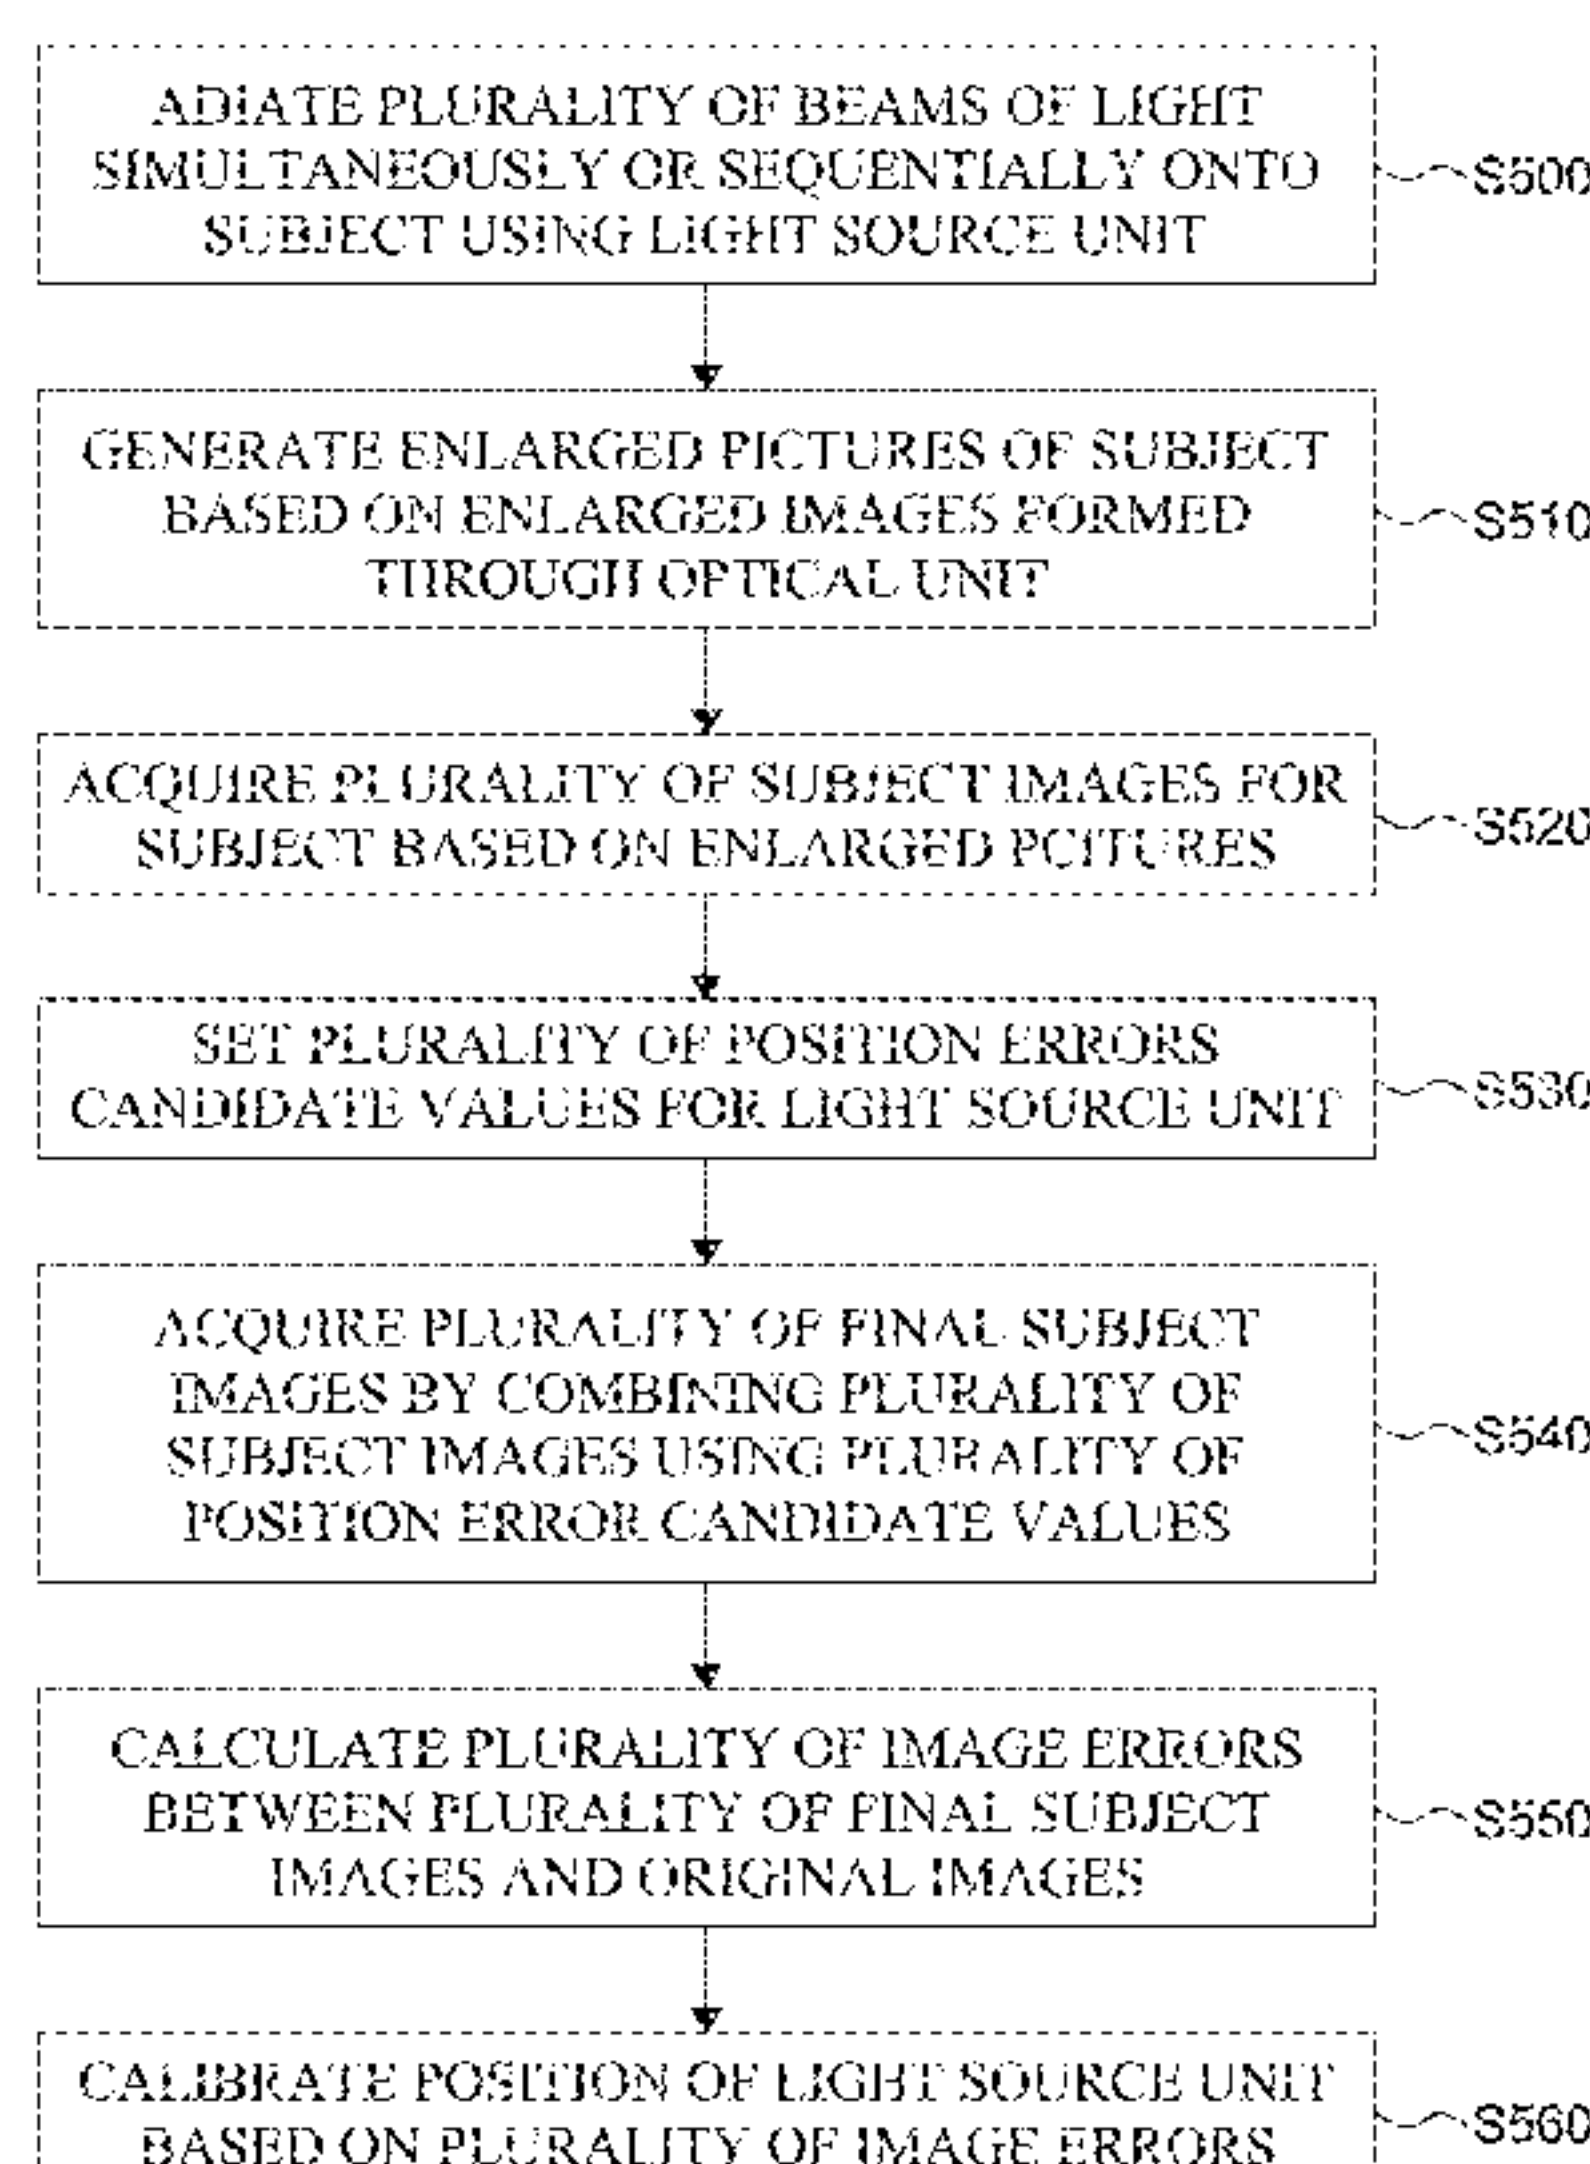 ADIATE PLURALITY OF BEAMS OF LIGHT
SIMULTANEOUSLY OR SEQUENTIALLY ONTO
SUBJECT USING LIGHT SOURCE UNIT
S500
GENERATE ENLARGED PICTURES OF SUBJECT
BASED ON ENLARGED IMAGES FORMED
THROUGH OPTICAL UNIT
S510
ACQUIRE PLURALITY OF SUBJECT IMAGES FOR
SUBJECT BASED ON ENLARGED PCITURES
S520
SET PLURALITY OF POSITION ERRORS
CANDIDATE VALUES FOR LIGHT SOURCE UNIT
S530
ACQUIRE PLURALITY OF FINAL SUBJECT
IMAGES BY COMBINING PLURALITY OF
SUBJECT IMAGES USING PLURALITY OF
POSITION ERROR CANDIDATE VALUES
S540
CALCULATE PLURALITY OF IMAGE ERRORS
BETWEEN PLURALITY OF FINAL SUBJECT
IMAGES AND ORIGINAL IMAGES
S550
CALIBRATE POSITION OF LIGHT SOURCE UNIT
BASED ON PLURALITY OF IMAGE ERRORS
S560